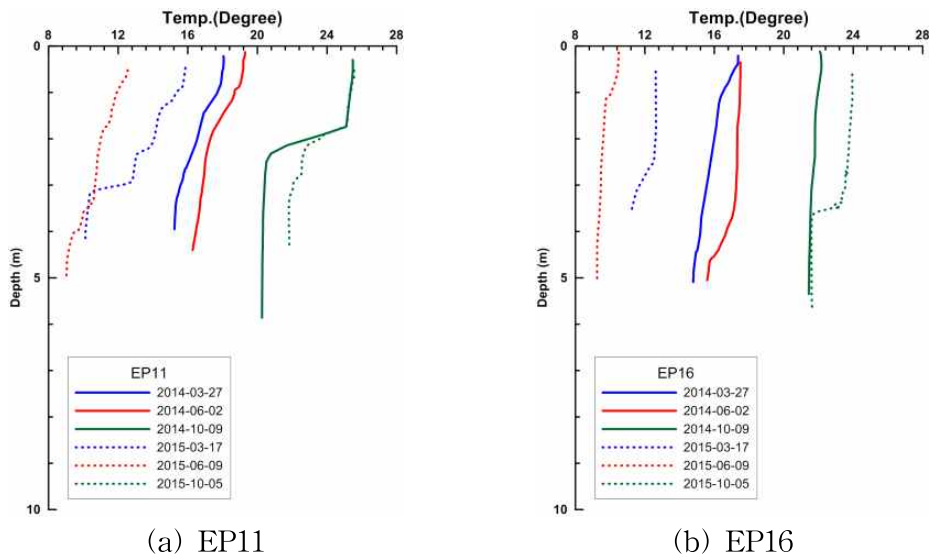 Temp.(Degree)
8 12 16 20 24 28
0
5
10
Depth (m)
EP11
2014-03-27
2014-06-02
2014-10-09
2015-03-17
2015-06-09
2015-10-05
(a) EP11
Temp.(Degree)
8 12 16 20 24 28
0
5
10
Depth (m)
EP16
2014-03-27
2014-06-02
2014-10-09
2015-03-17
2015-06-09
2015-10-05
(b) EP16